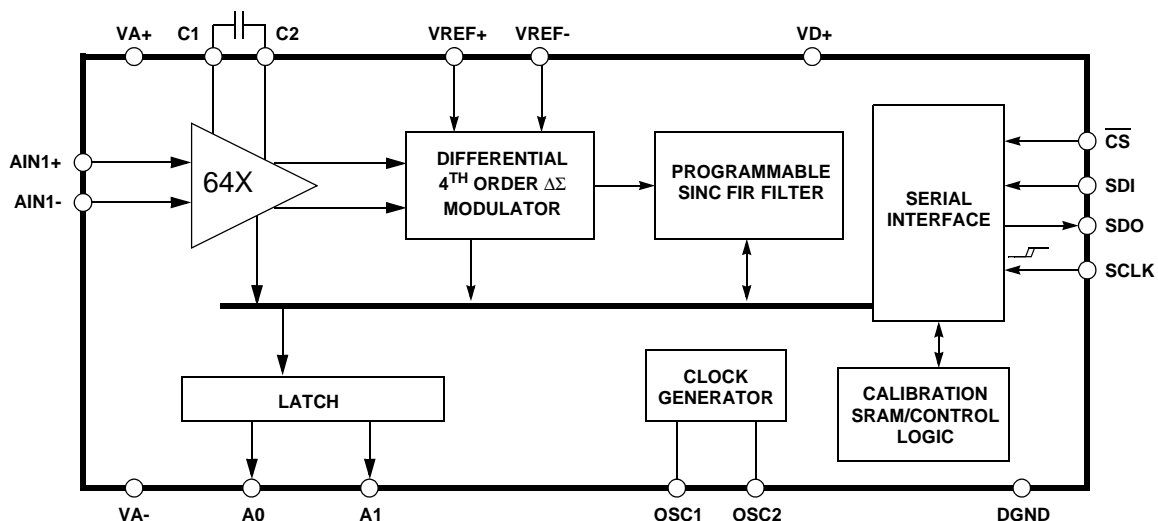 VA+
C1
C2
VREF+
VREF-
VD+
AIN1+
AIN1-
64X
DIFFERENTIAL
4TH ORDER ΔΣ
MODULATOR
PROGRAMMABLE
SINC FIR FILTER
SERIAL
INTERFACE
CS
SDI
SDO
SCLK
LATCH
CLOCK
GENERATOR
CALIBRATION
SRAM/CONTROL
LOGIC
VA-
A0
A1
OSC1
OSC2
DGND